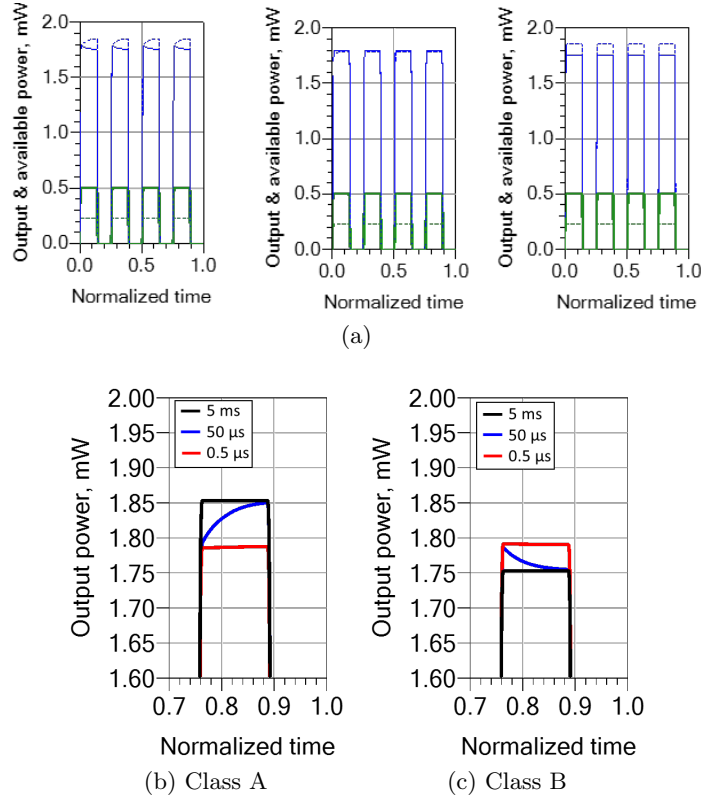 Output & available power, mW
2.0
1.5
1.0
0.5
0.0
0.0 0.5 1.0
Normalized time
Output & available power, mW
2.0
1.5
1.0
0.5
0.0
0.0 0.5 1.0
Normalized time
Output & available power, mW
2.0
1.5
1.0
0.5
0.0
0.0 0.5 1.0
Normalized time
(a)
Output power, mW
2.00
1.95
1.90
1.85
1.80
1.75
1.70
1.65
1.60
5 ms
50 µs
0.5 µs
0.7 0.8 0.9 1.0
Normalized time
(b) Class A
Output power, mW
2.00
1.95
1.90
1.85
1.80
1.75
1.70
1.65
1.60
5 ms
50 µs
0.5 µs
0.7 0.8 0.9 1.0
Normalized time
(c) Class B